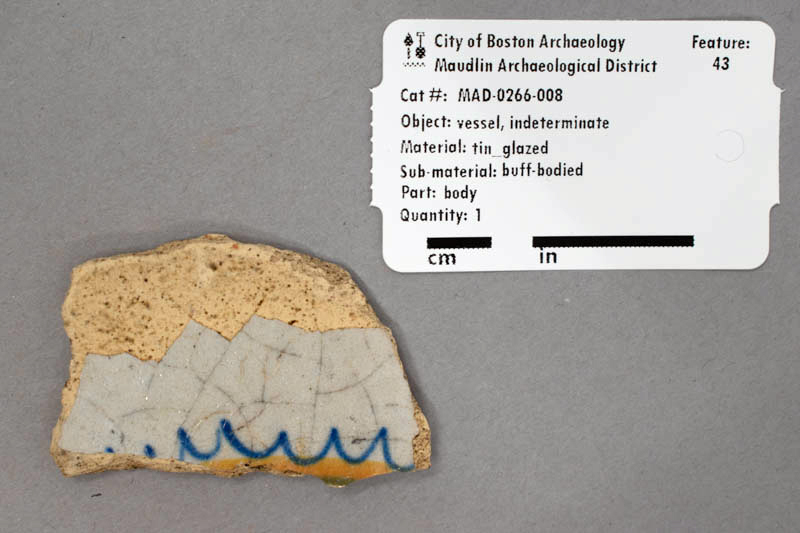 City of Boston Archaeology
Maudlin Archaeological District
Feature:
43
Cat #: MAD-0266-008
Object: vessel, indeterminate
Material: tin_glazed
Sub-material: buff-bodied
Part: body
Quantity: 1
cm in